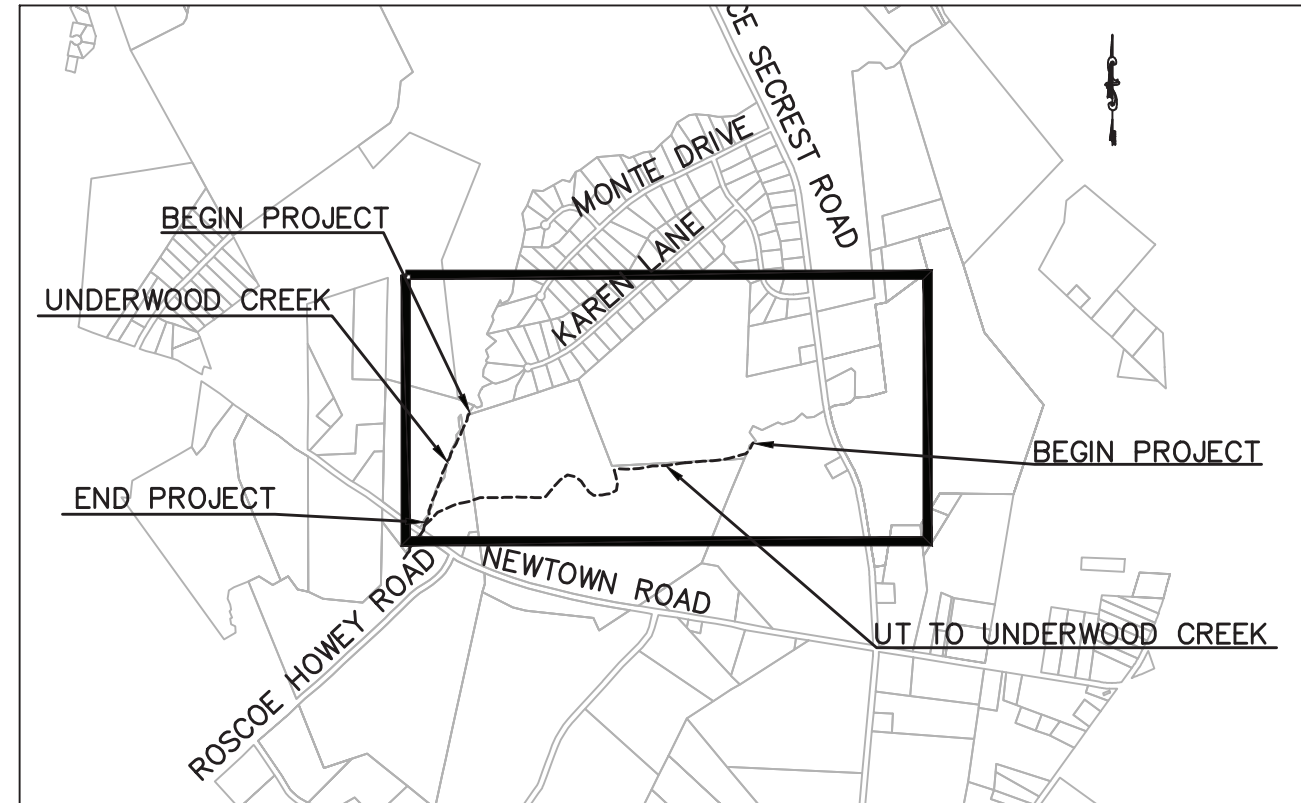 CE SECREST ROAD
MONTE DRIVE
BEGIN PROJECT
KAREN LANE
UNDERWOOD CREEK
BEGIN PROJECT
END PROJECT
NEWTOWN ROAD
ROSCOE HOWEY ROAD
UT TO UNDERWOOD CREEK